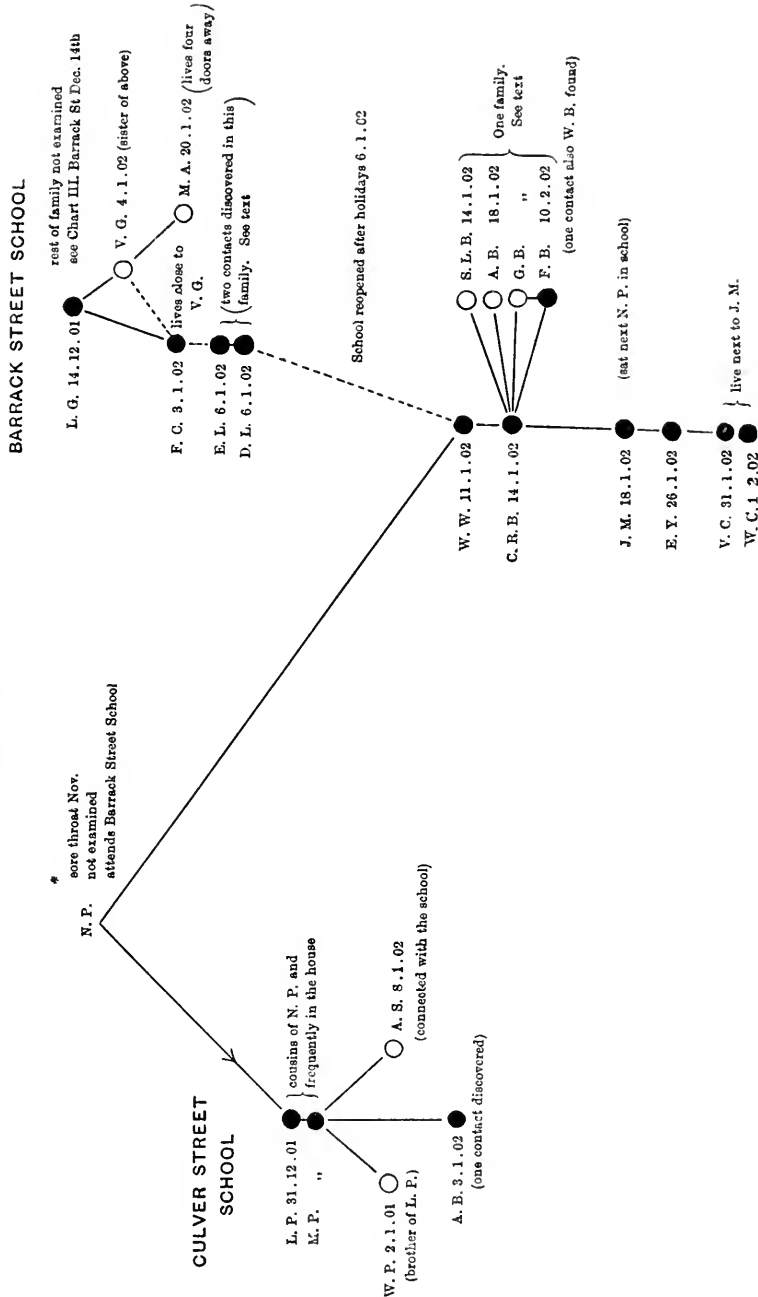 BARRACK STREET SCHOOL
L. G. 14.12.01
rest of family not examined
see Chart III. Barrack St Dec. 14th
V. G. 4.1.02 (sister of above)
M. A. 20.1.02 (lives four
doors away)
F. C. 3.1.02
lives close to
V. G.
E. L. 6.1.02
D. L. 6.1.02
(two contacts discovered in this
family. See text)
School reopened after holidays 6.1.02
*
N. P.
sore throat Nov.
not examined
attends Barrack Street School
W. W. 11.1.02
C. R. B. 14.1.02
S. L. B. 14.1.02
A. B. 18.1.02
G. B. „
F. B. 10.2.02
One family.
See text
(one contact also W. B. found)
J. M. 18.1.02
(sat next N. P. in school)
E. Y. 26.1.02
V. C. 31.1.02
W. C. 1 2.02
live next to J. M.
CULVER STREET
SCHOOL
L. P. 31.12.01
M. P. „
cousins of N. P. and
frequently in the house
W. P. 2.1.01
(brother of L. P.)
A. S. 8.1.02
(connected with the school)
A. B. 3.1.02
(one contact discovered)